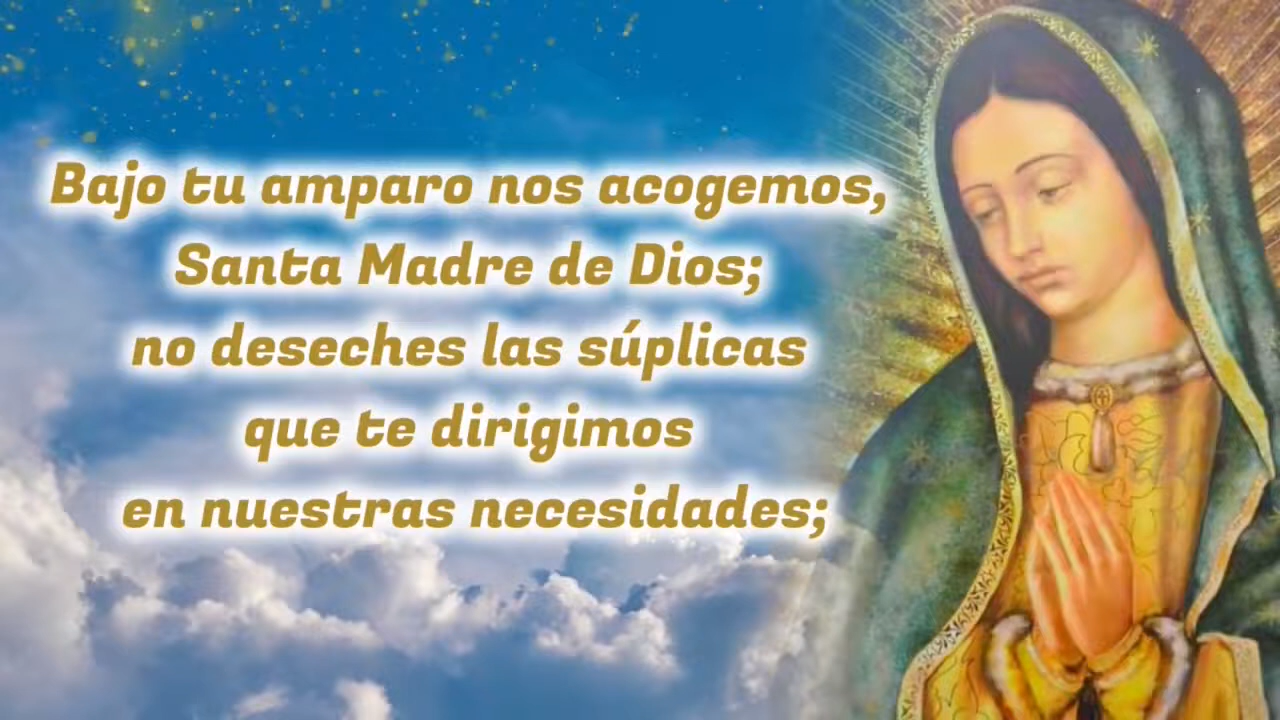 Bajo tu amparo nos acogemos,
Santa Madre de Dios;
no deseches las súplicas
que te dirigimos
en nuestras necesidades;